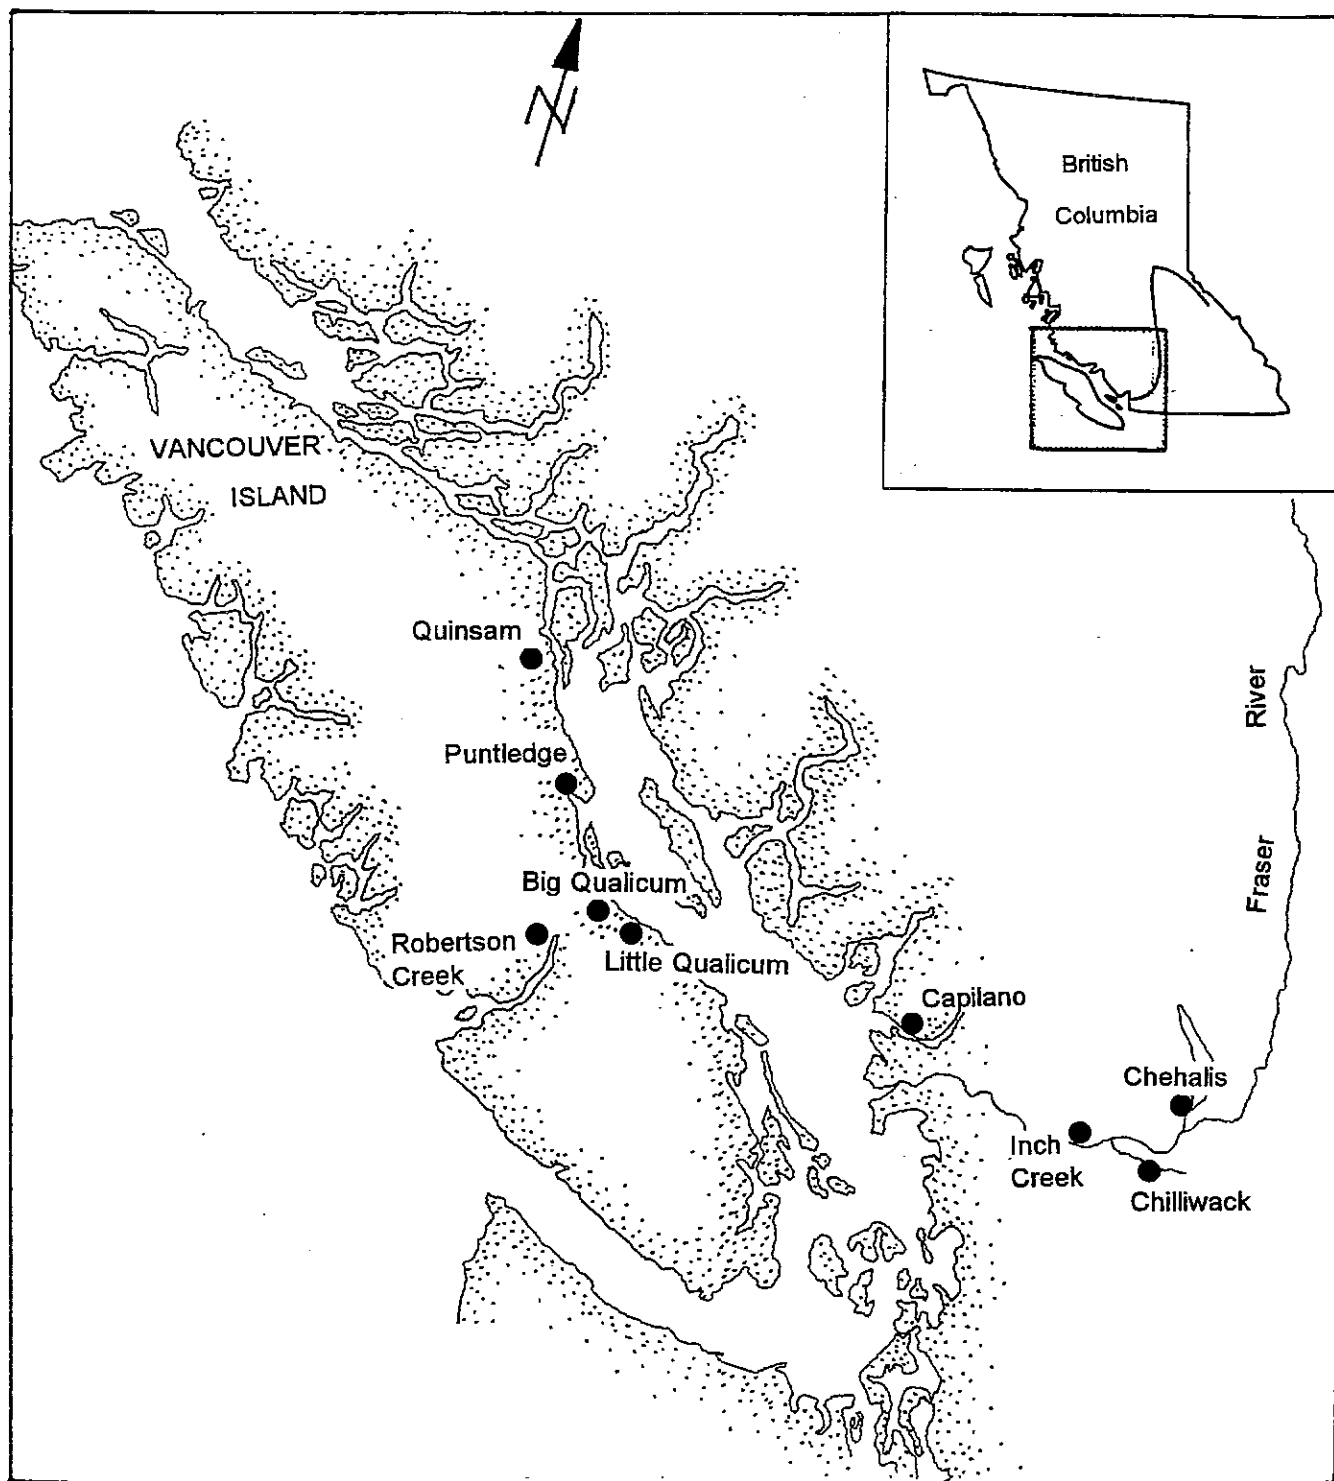 N
British
Columbia
VANCOUVER
ISLAND
Quinsam
Puntledge
Big Qualicum
Robertson
Creek
Little Qualicum
Capilano
Chehalis
Inch
Creek
Chilliwack
Fraser River